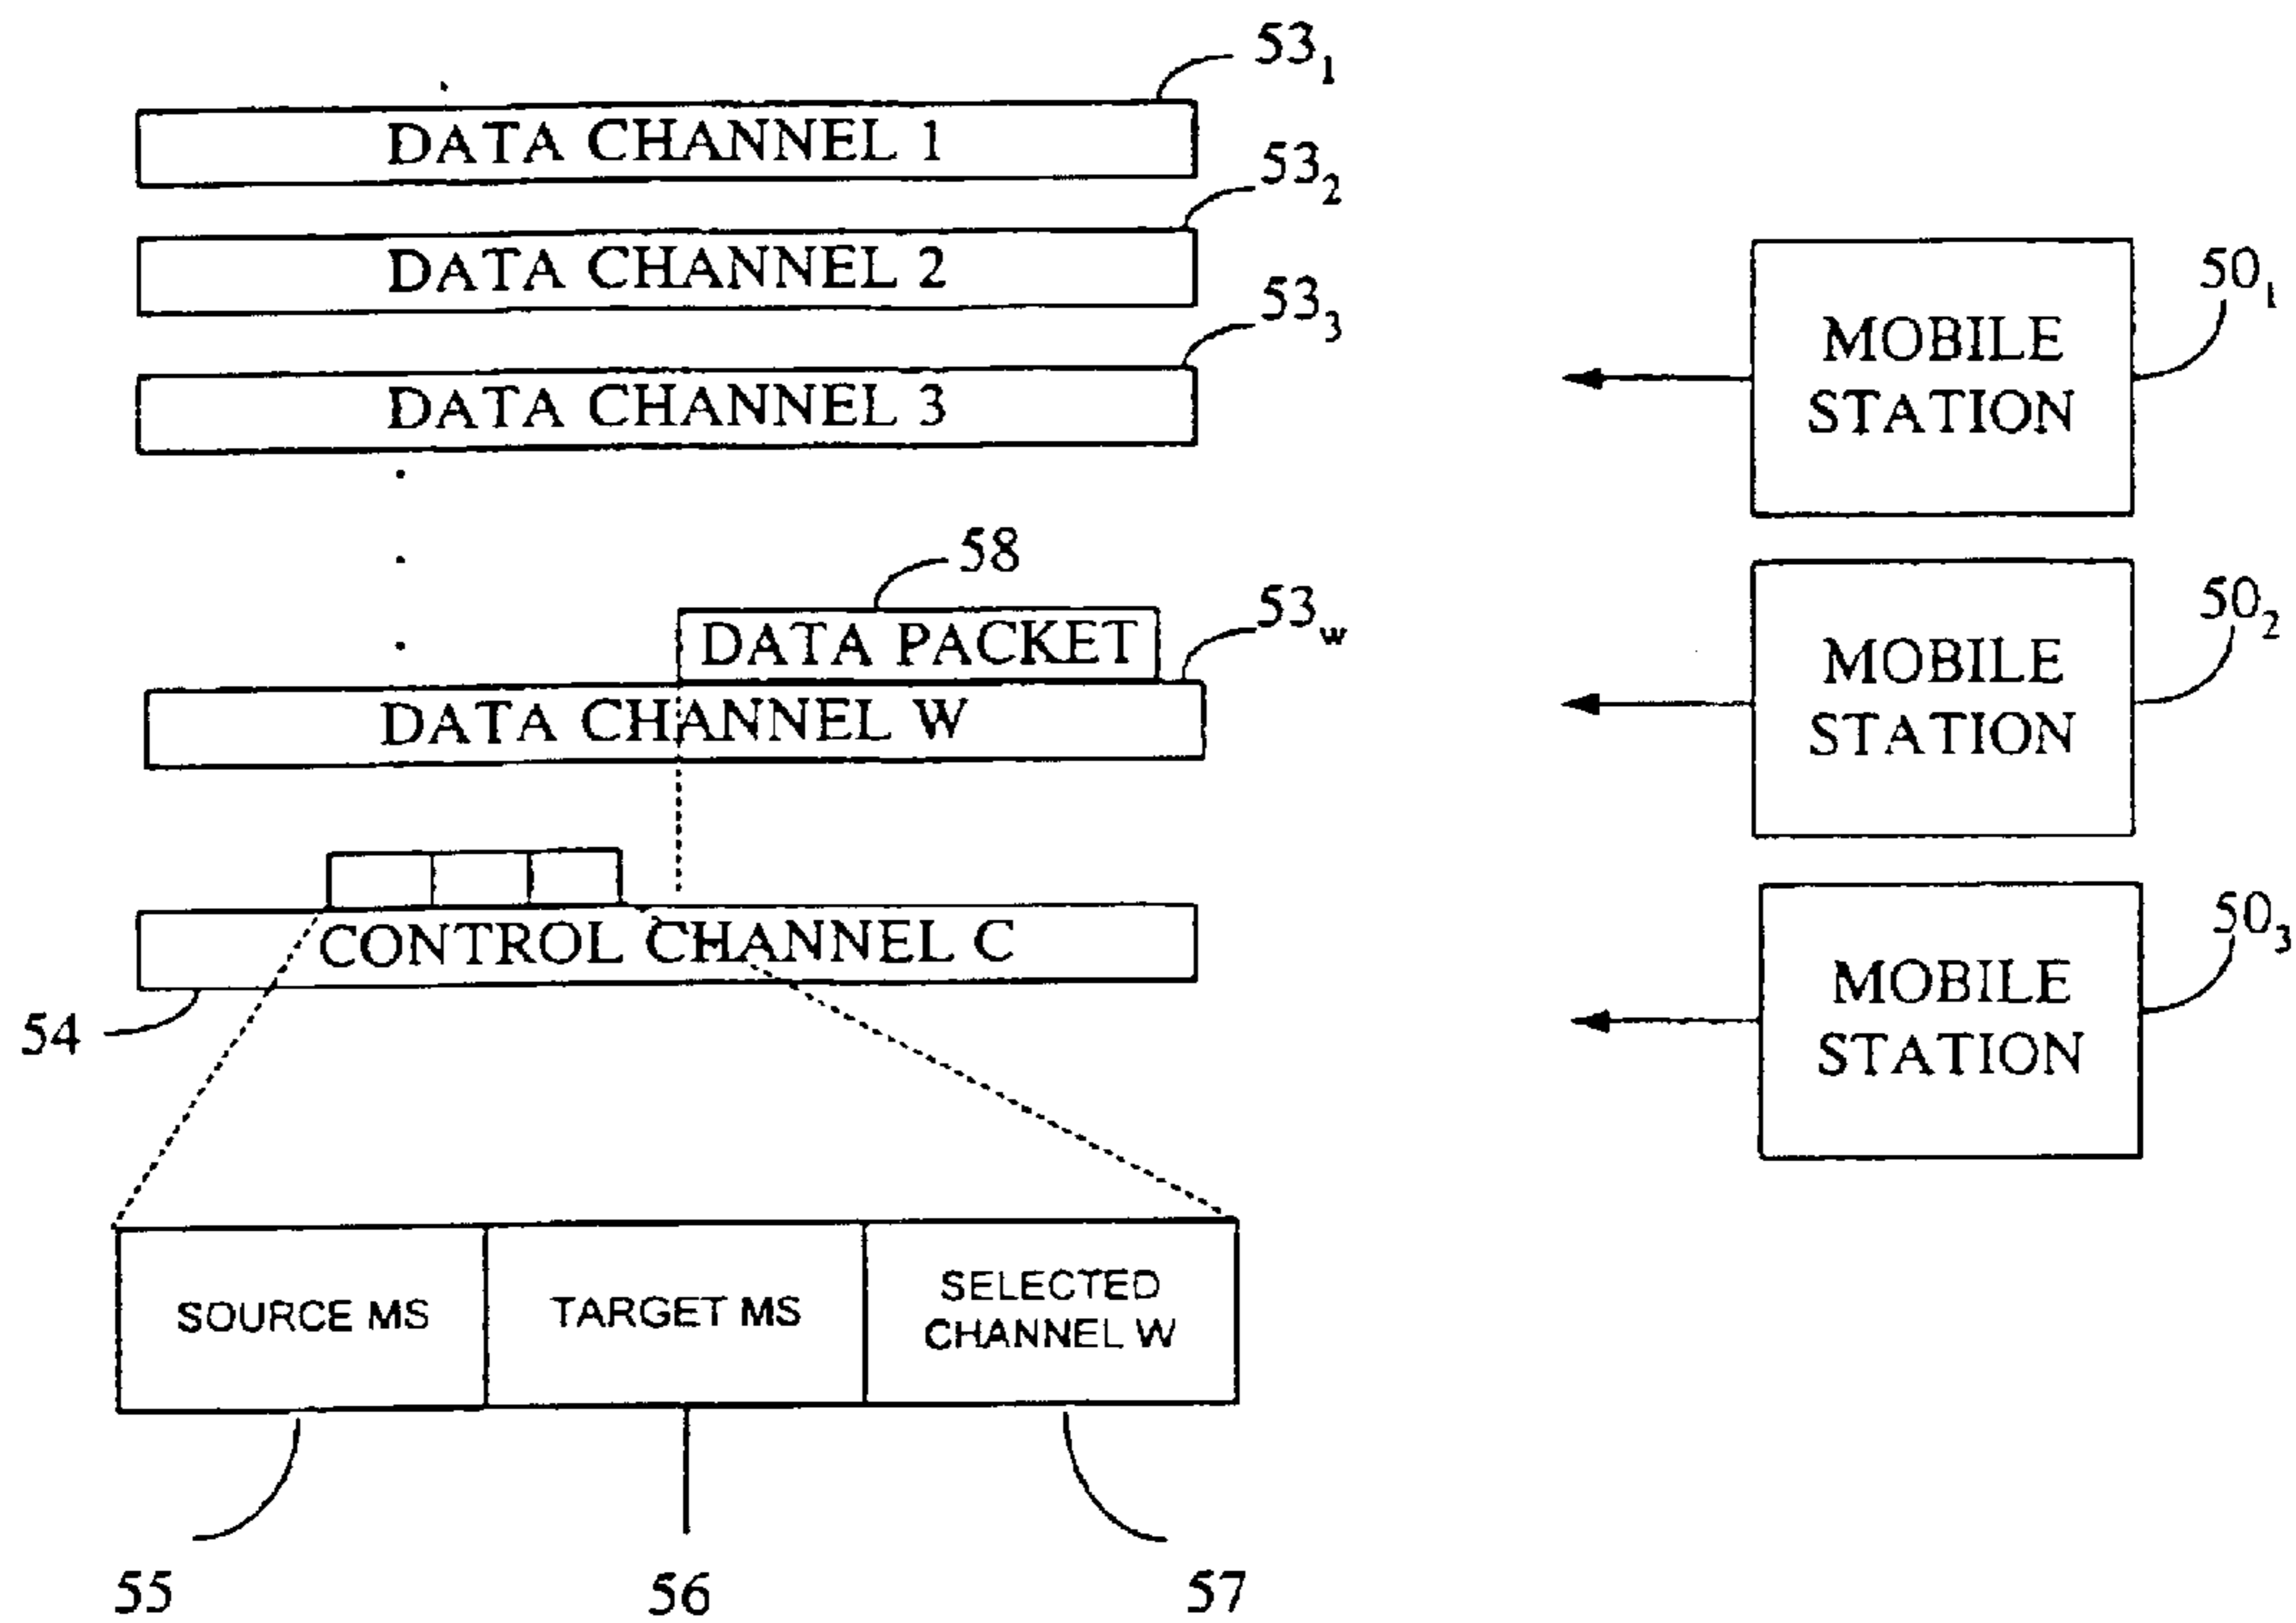 53₁
DATA CHANNEL 1
53₂
DATA CHANNEL 2
53₃
DATA CHANNEL 3
58
DATA PACKET
53w
DATA CHANNEL W
CONTROL CHANNEL C
54
SOURCE MS
TARGET MS
SELECTED
CHANNEL W
55
56
57
MOBILE
STATION
50₁
MOBILE
STATION
50₂
MOBILE
STATION
50₃